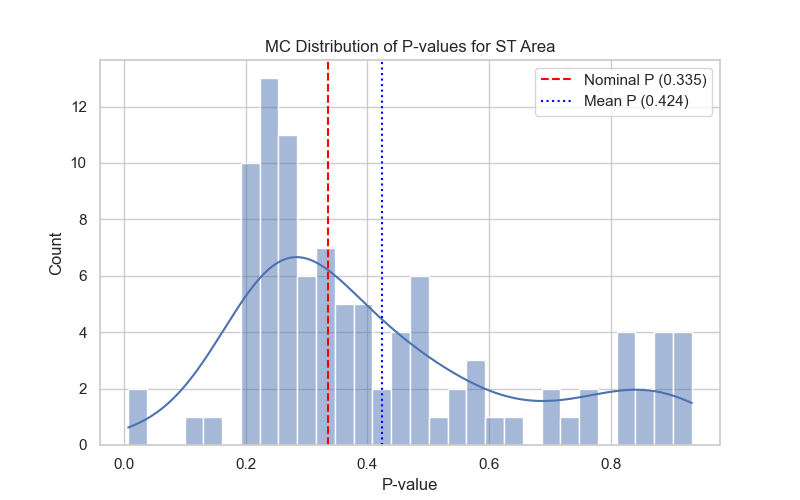 MC Distribution of P-values for ST Area
Nominal P (0.335)
Mean P (0.424)
Count
12
10
8
6
4
2
0
0.0 0.2 0.4 0.6 0.8
P-value